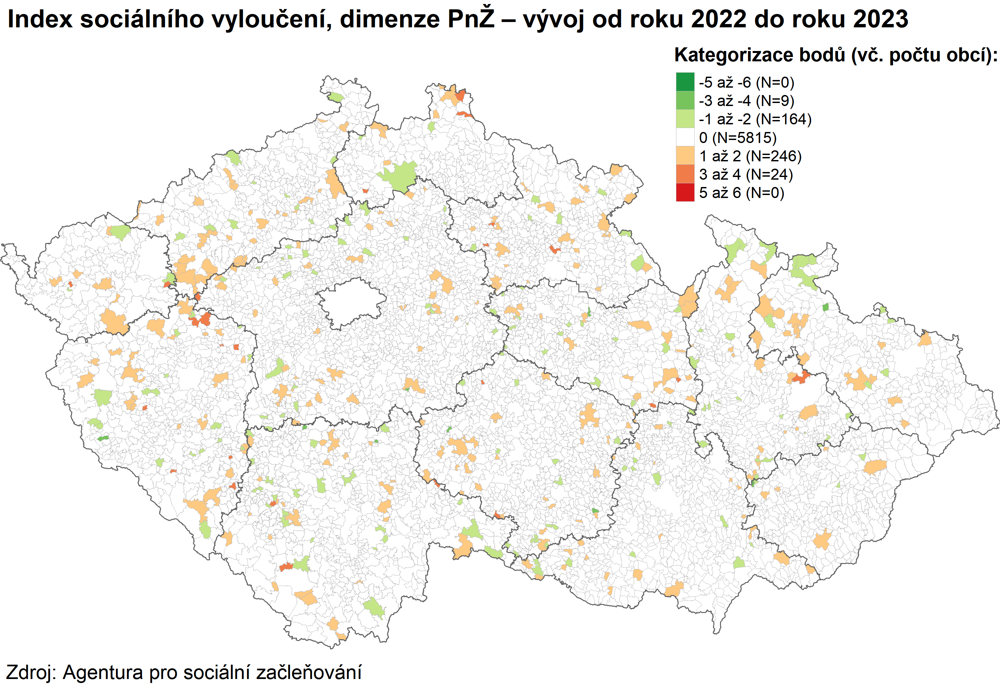 Index sociálního vyloučení, dimenze PnŽ – vývoj od roku 2022 do roku 2023
Kategorizace bodů (vč. počtu obcí):
-5 až -6 (N=0)
-3 až -4 (N=9)
-1 až -2 (N=164)
0 (N=5815)
1 až 2 (N=246)
3 až 4 (N=24)
5 až 6 (N=0)
Zdroj: Agentura pro sociální začleňování